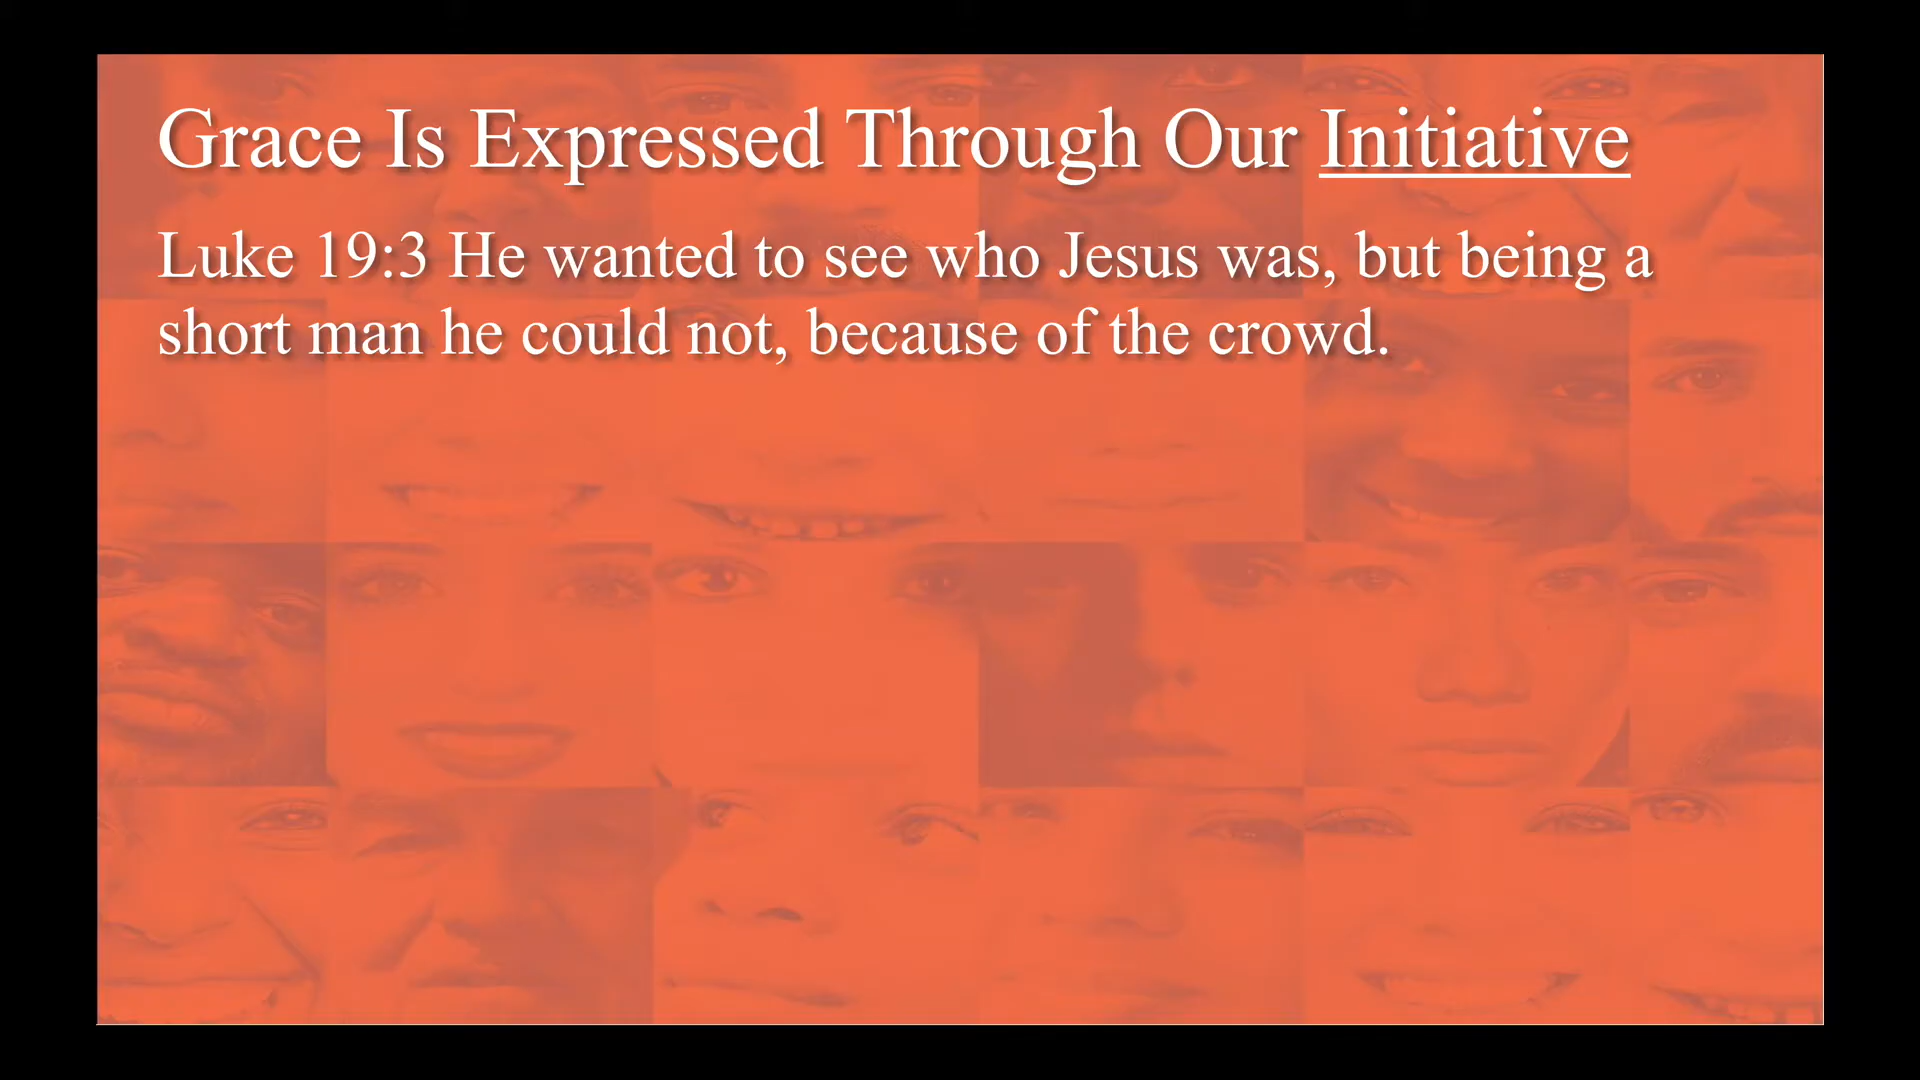 Grace Is Expressed Through Our Initiative
Luke 19:3 He wanted to see who Jesus was, but being a
short man he could not, because of the crowd.